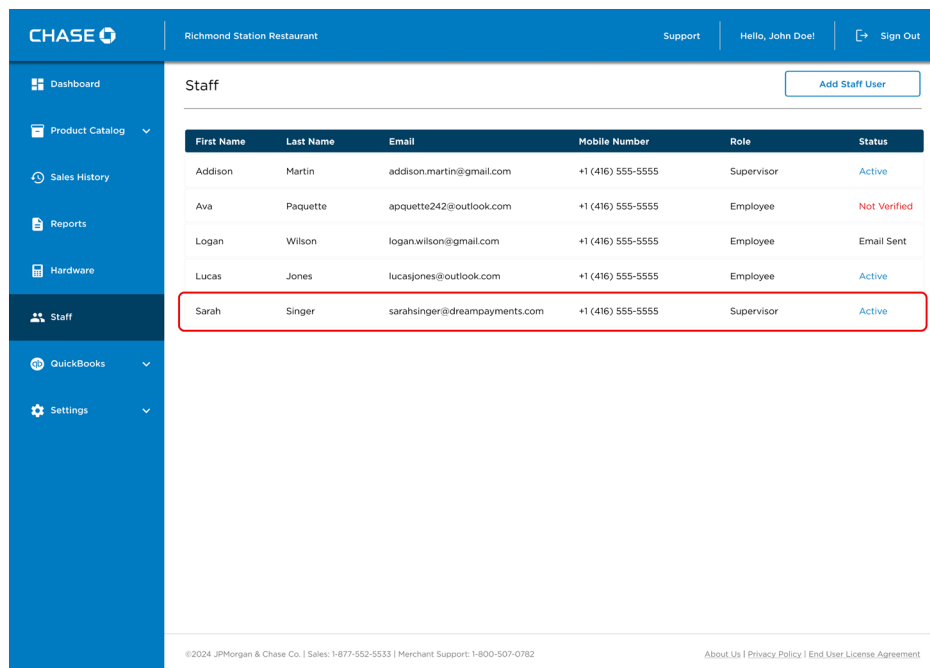 CHASE Richmond Station Restaurant Support Hello, John Doe! Sign Out
Dashboard
Product Catalog
Sales History
Reports
Hardware
Staff
QuickBooks
Settings
Staff Add Staff User
First Name Last Name Email Mobile Number Role Status
Addison Martin addison.martin@gmail.com +1 (416) 555-5555 Supervisor Active
Ava Paquette apquette242@outlook.com +1 (416) 555-5555 Employee Not Verified
Logan Wilson logan.wilson@gmail.com +1 (416) 555-5555 Employee Email Sent
Lucas Jones lucasjones@outlook.com +1 (416) 555-5555 Employee Active
Sarah Singer sarahsinger@dreampayments.com +1 (416) 555-5555 Supervisor Active
©2024 JPMorgan & Chase Co. | Sales: 1-877-552-5533 | Merchant Support: 1-800-507-0782 About Us | Privacy Policy | End User License Agreement